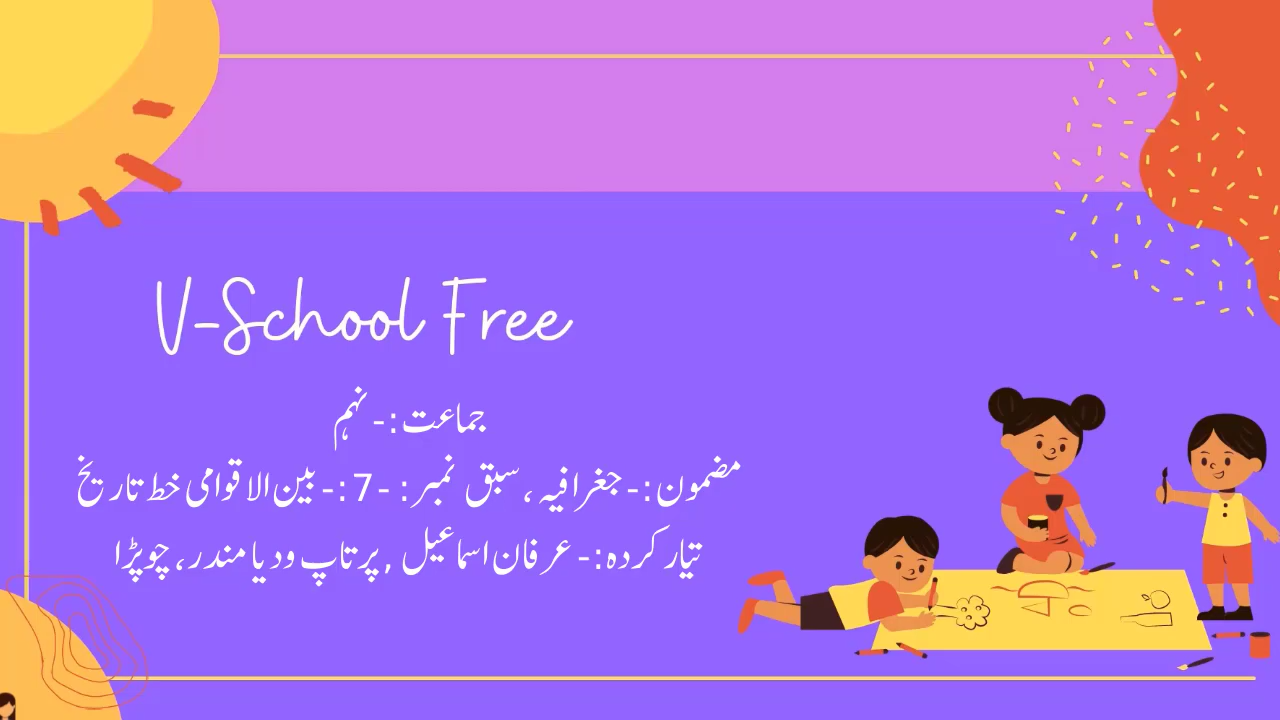 V-School Free
جماعت :- نہم
مضمون :- جغرافیہ ، سبق نمبر : - 7 :- بین الاقوامی خط تاریخ
تیار کردہ :- عرفان اسماعیل , پرتاپ ودیا مندر، چوپڑا